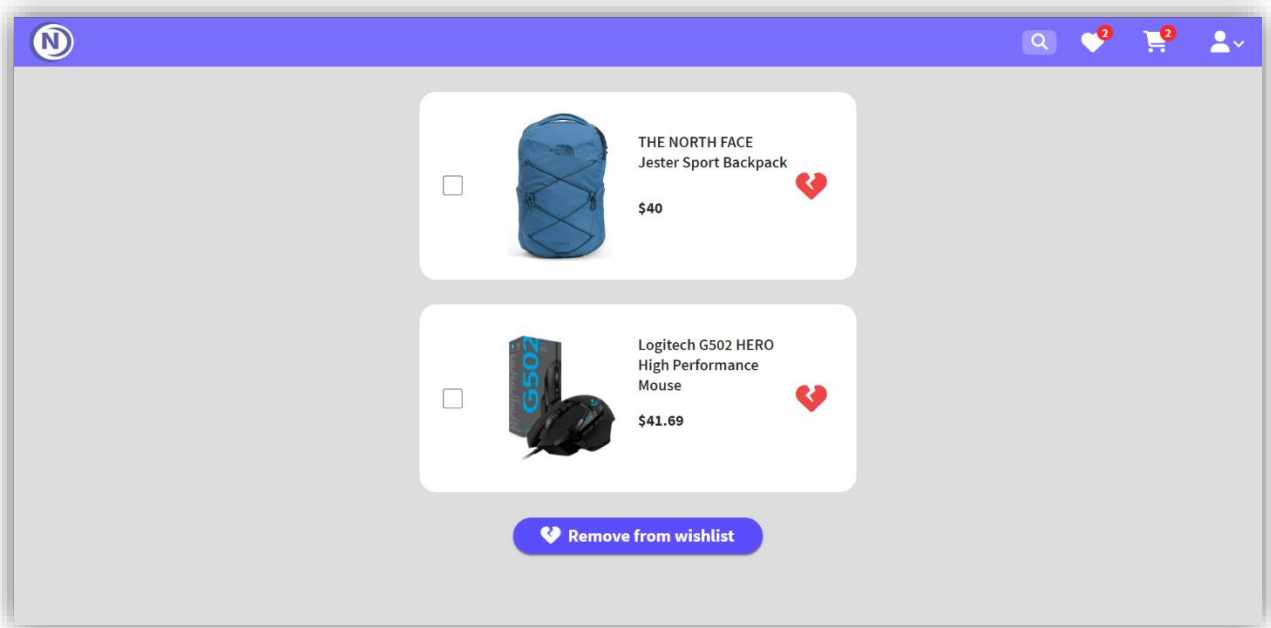 N
2
2
THE NORTH FACE
Jester Sport Backpack
$40
G502
Logitech G502 HERO
High Performance
Mouse
$41.69
Remove from wishlist